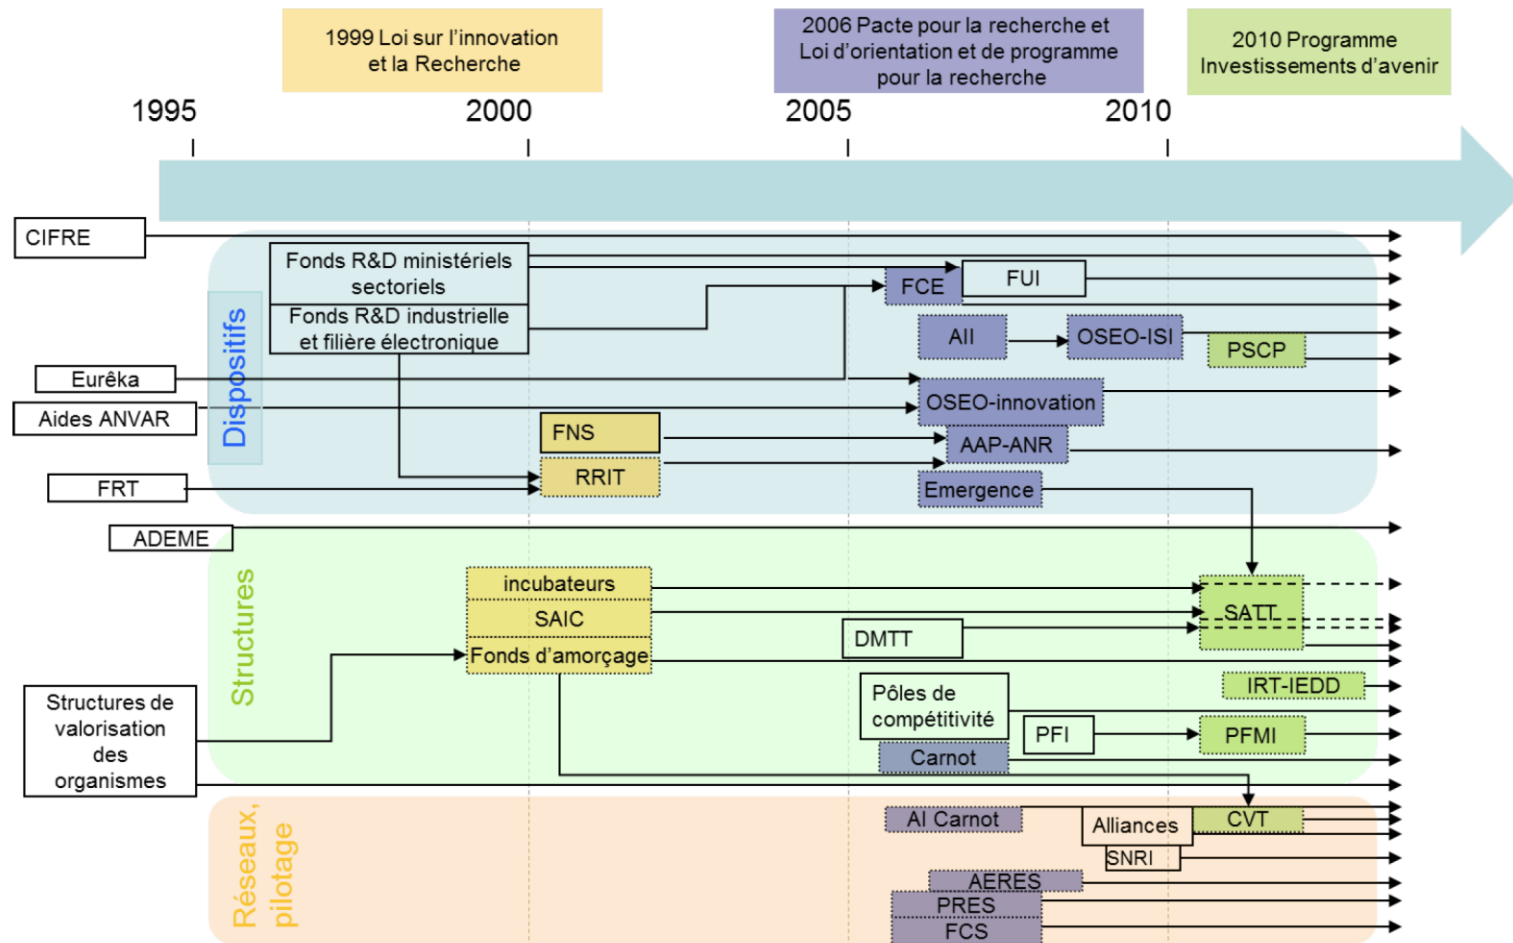 1999 Loi sur l'innovation
et la Recherche
2006 Pacte pour la recherche et
Loi d'orientation et de programme
pour la recherche
2010 Programme
Investissements d'avenir
1995
2000
2005
2010
CIFRE
Fonds R&D ministériels
sectoriels
FCE
FUI
Fonds R&D industrielle
et filière électronique
AII
OSEO-ISI
PSCP
Dispositifs
Eurêka
Aides ANVAR
OSEO-innovation
FNS
AAP-ANR
RRIT
FRT
Emergence
ADEME
Structures
incubateurs
SAIC
Fonds d'amorçage
DMTT
SATT
Structures de
valorisation
des
organismes
Pôles de
compétitivité
IRT-IEDD
PFI
PFMI
Carnot
Réseaux,
pilotage
AI Carnot
Alliances
CVT
SNRI
AERES
PRES
FCS